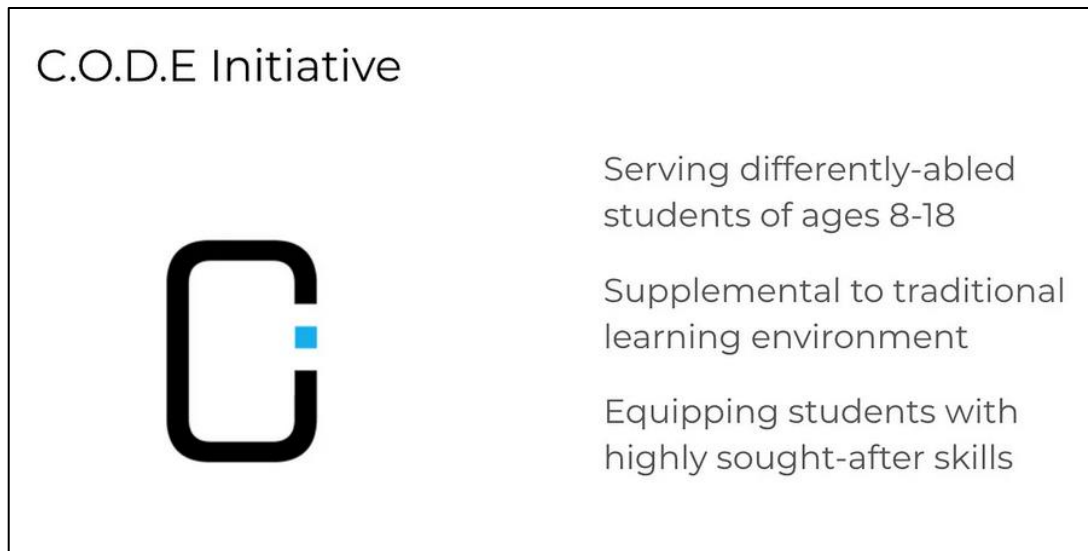 C.O.D.E Initiative
Serving differently-abled
students of ages 8-18
Supplemental to traditional
learning environment
Equipping students with
highly sought-after skills